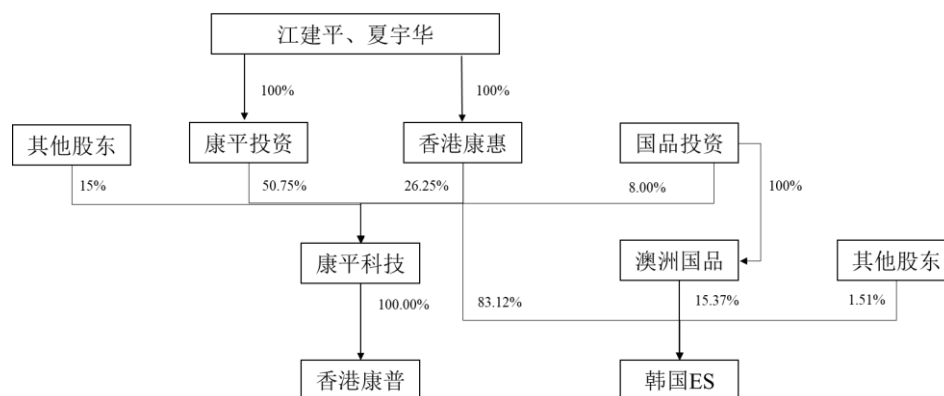 江建平、夏宇华
100%
100%
其他股东
康平投资
香港康惠
国品投资
15%
50.75%
26.25%
8.00%
100%
康平科技
澳洲国品
其他股东
100.00%
83.12%
15.37%
1.51%
香港康普
韩国ES